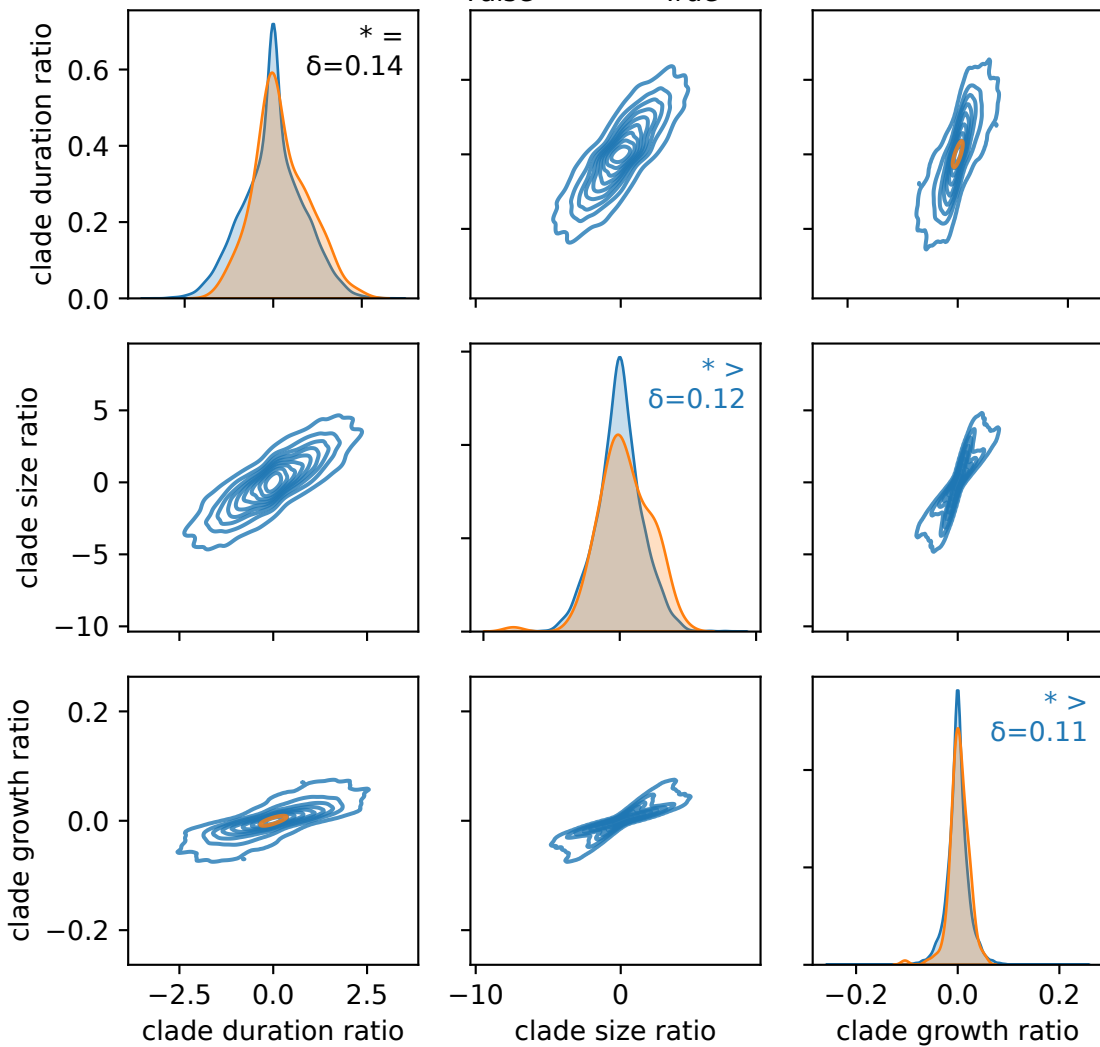 clade duration ratio
0.6
0.4
0.2
0.0
* =
δ=0.14
clade size ratio
5
0
−5
−10
* >
δ=0.12
clade growth ratio
0.2
0.0
−0.2
* >
δ=0.11
−2.5 0.0 2.5
−10 0
−0.2 0.0 0.2
clade duration ratio
clade size ratio
clade growth ratio